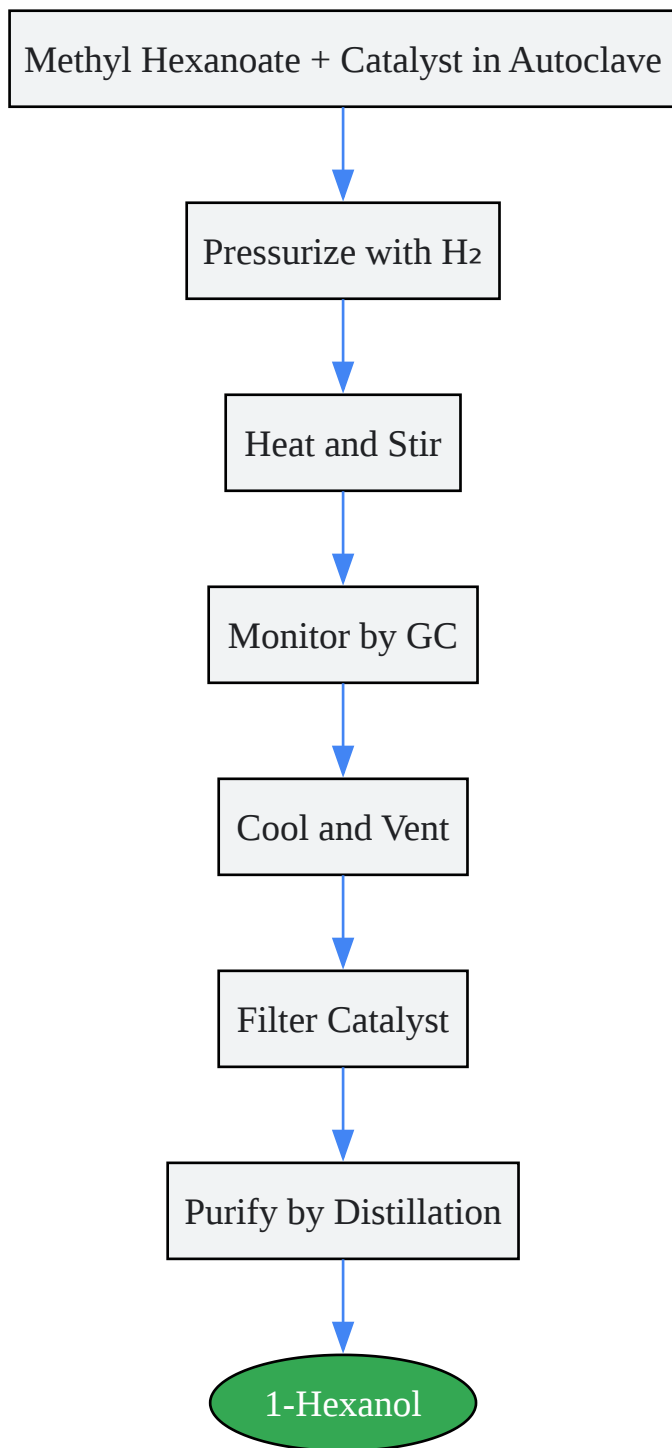 Methyl Hexanoate + Catalyst in Autoclave
Pressurize with H₂
Heat and Stir
Monitor by GC
Cool and Vent
Filter Catalyst
Purify by Distillation
1-Hexanol